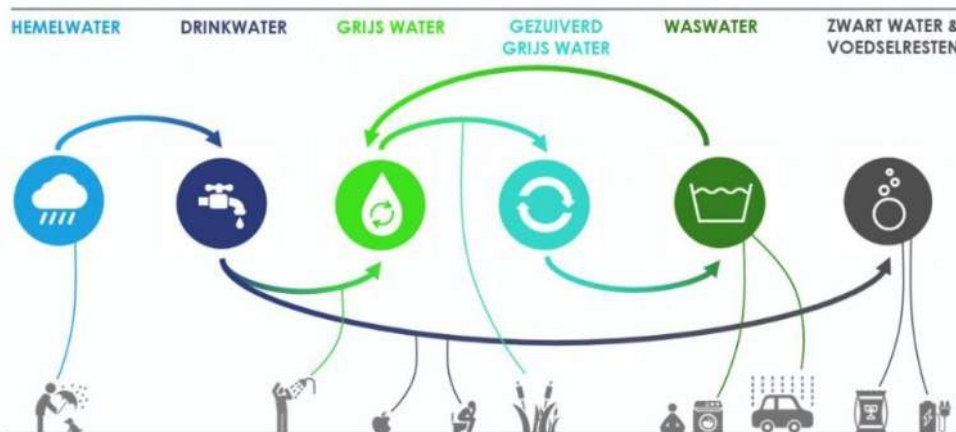 HEMELWATER
DRINKWATER
GRIJS WATER
GEZUIVERD
GRIJS WATER
WASWATER
ZWART WATER &
VOEDSELRESTEN